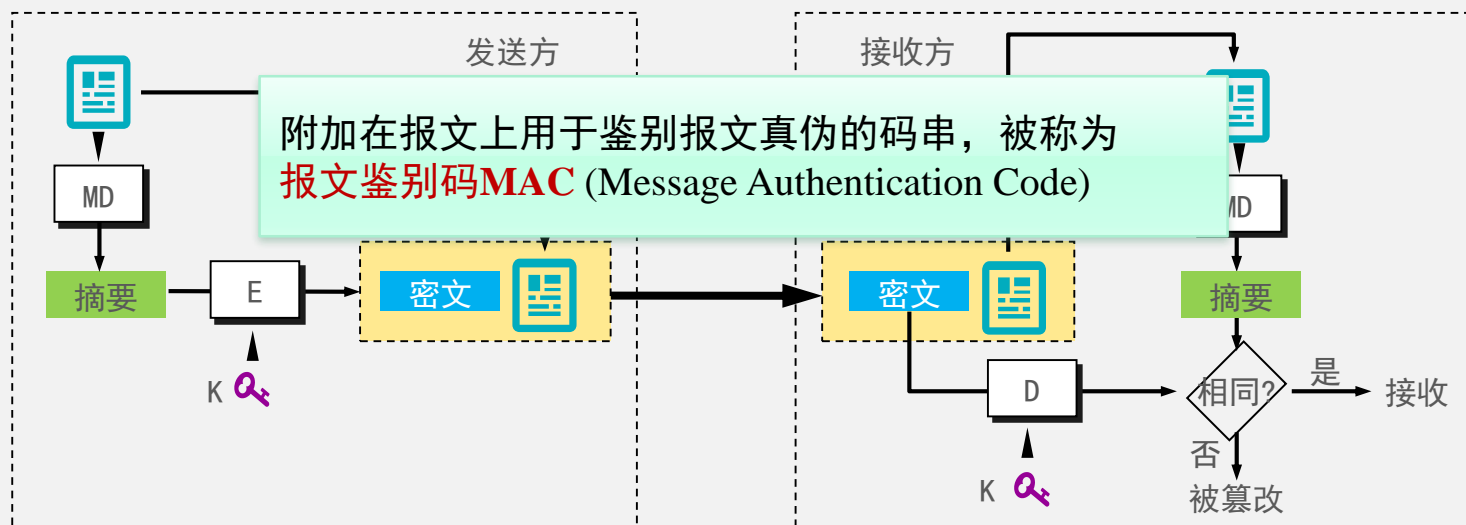 发送方
接收方
附加在报文上用于鉴别报文真伪的码串，被称为
报文鉴别码MAC (Message Authentication Code)
MD
MD
摘要
E
密文
密文
摘要
K
D
相同?
是
接收
否
K
被篡改